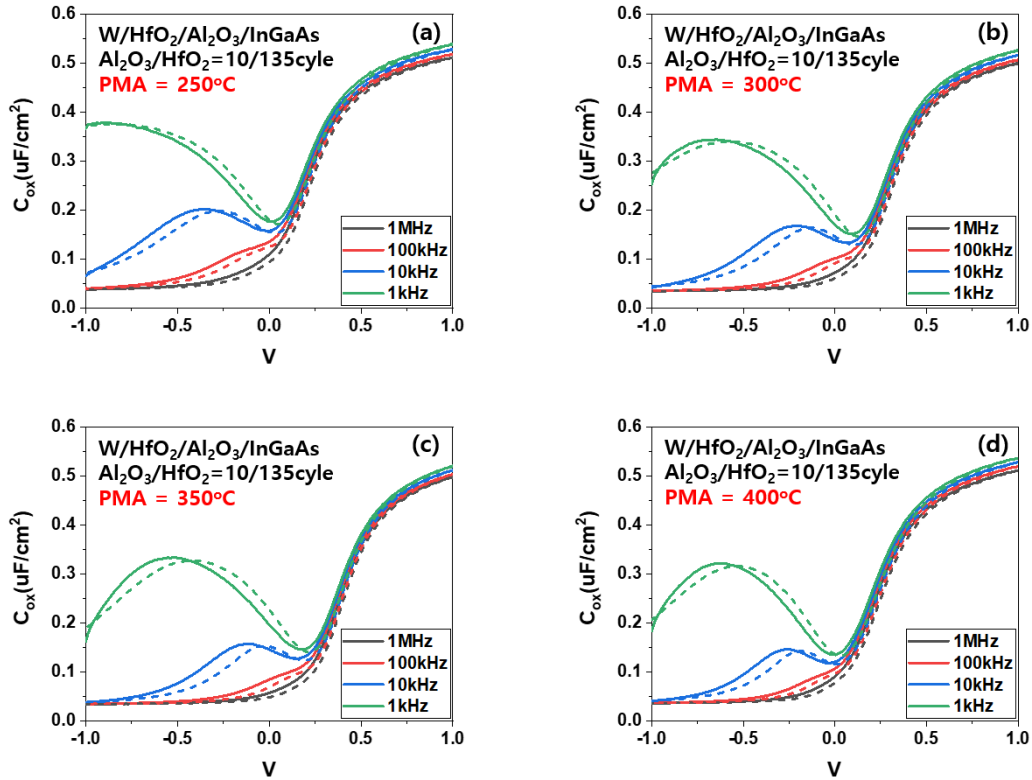 (a)
W/HfO₂/Al₂O₃/InGaAs
Al₂O₃/HfO₂=10/135cyle
PMA = 250ᵒC
Cₒₓ(uF/cm²)
0.6
0.5
0.4
0.3
0.2
0.1
0.0
1MHz
100kHz
10kHz
1kHz
-1.0 -0.5 0.0 0.5 1.0
V
(b)
W/HfO₂/Al₂O₃/InGaAs
Al₂O₃/HfO₂=10/135cyle
PMA = 300ᵒC
Cₒₓ(uF/cm²)
0.6
0.5
0.4
0.3
0.2
0.1
0.0
1MHz
100kHz
10kHz
1kHz
-1.0 -0.5 0.0 0.5 1.0
V
(c)
W/HfO₂/Al₂O₃/InGaAs
Al₂O₃/HfO₂=10/135cyle
PMA = 350ᵒC
Cₒₓ(uF/cm²)
0.6
0.5
0.4
0.3
0.2
0.1
0.0
1MHz
100kHz
10kHz
1kHz
-1.0 -0.5 0.0 0.5 1.0
V
(d)
W/HfO₂/Al₂O₃/InGaAs
Al₂O₃/HfO₂=10/135cyle
PMA = 400ᵒC
Cₒₓ(uF/cm²)
0.6
0.5
0.4
0.3
0.2
0.1
0.0
1MHz
100kHz
10kHz
1kHz
-1.0 -0.5 0.0 0.5 1.0
V